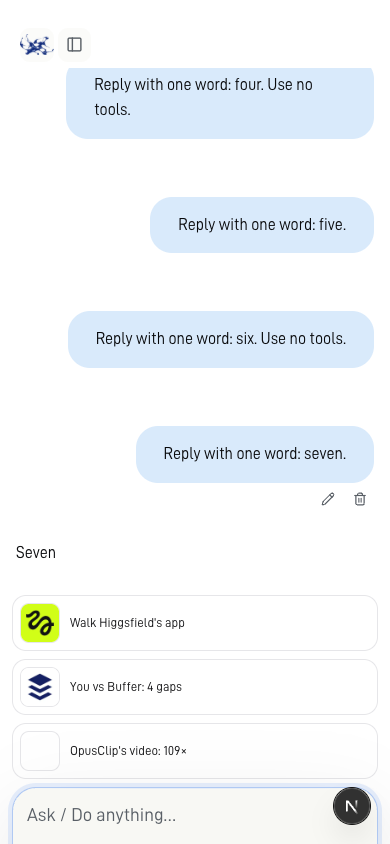 Reply with one word: four. Use no
tools.
Reply with one word: five.
Reply with one word: six. Use no tools.
Reply with one word: seven.
Seven
Walk Higgsfield's app
You vs Buffer: 4 gaps
OpusClip's video: 109×
Ask / Do anything...
N